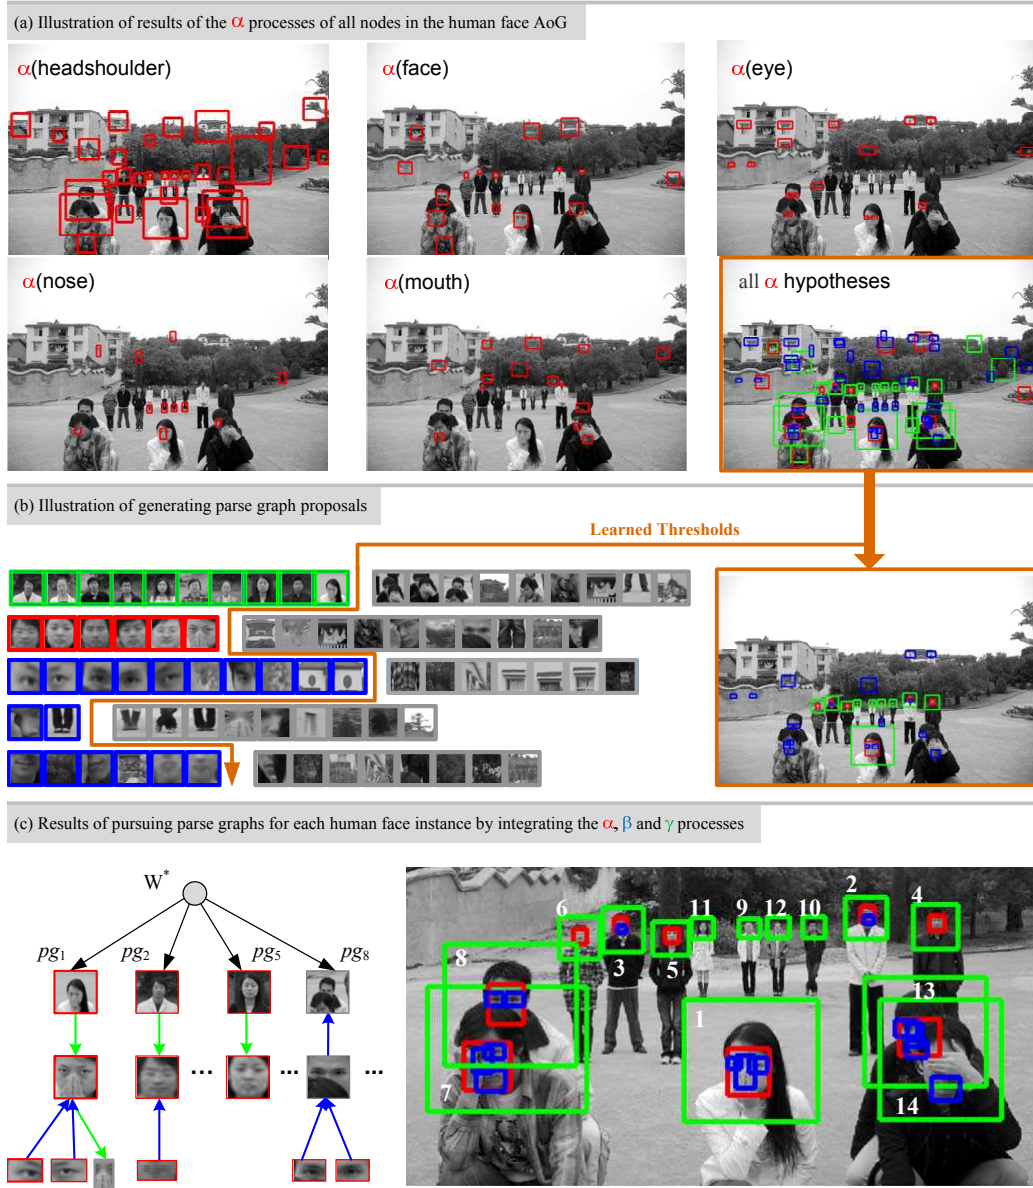 (a) Illustration of results of the α processes of all nodes in the human face AoG
α(headshoulder)
α(face)
α(eye)
α(nose)
α(mouth)
all α hypotheses
(b) Illustration of generating parse graph proposals
Learned Thresholds
(c) Results of pursuing parse graphs for each human face instance by integrating the α, β and γ processes
W*
pg1 pg2 pg5 pg8
... ... ...
6 3 5 11 9 12 10 2 4
8 7 1 13 14